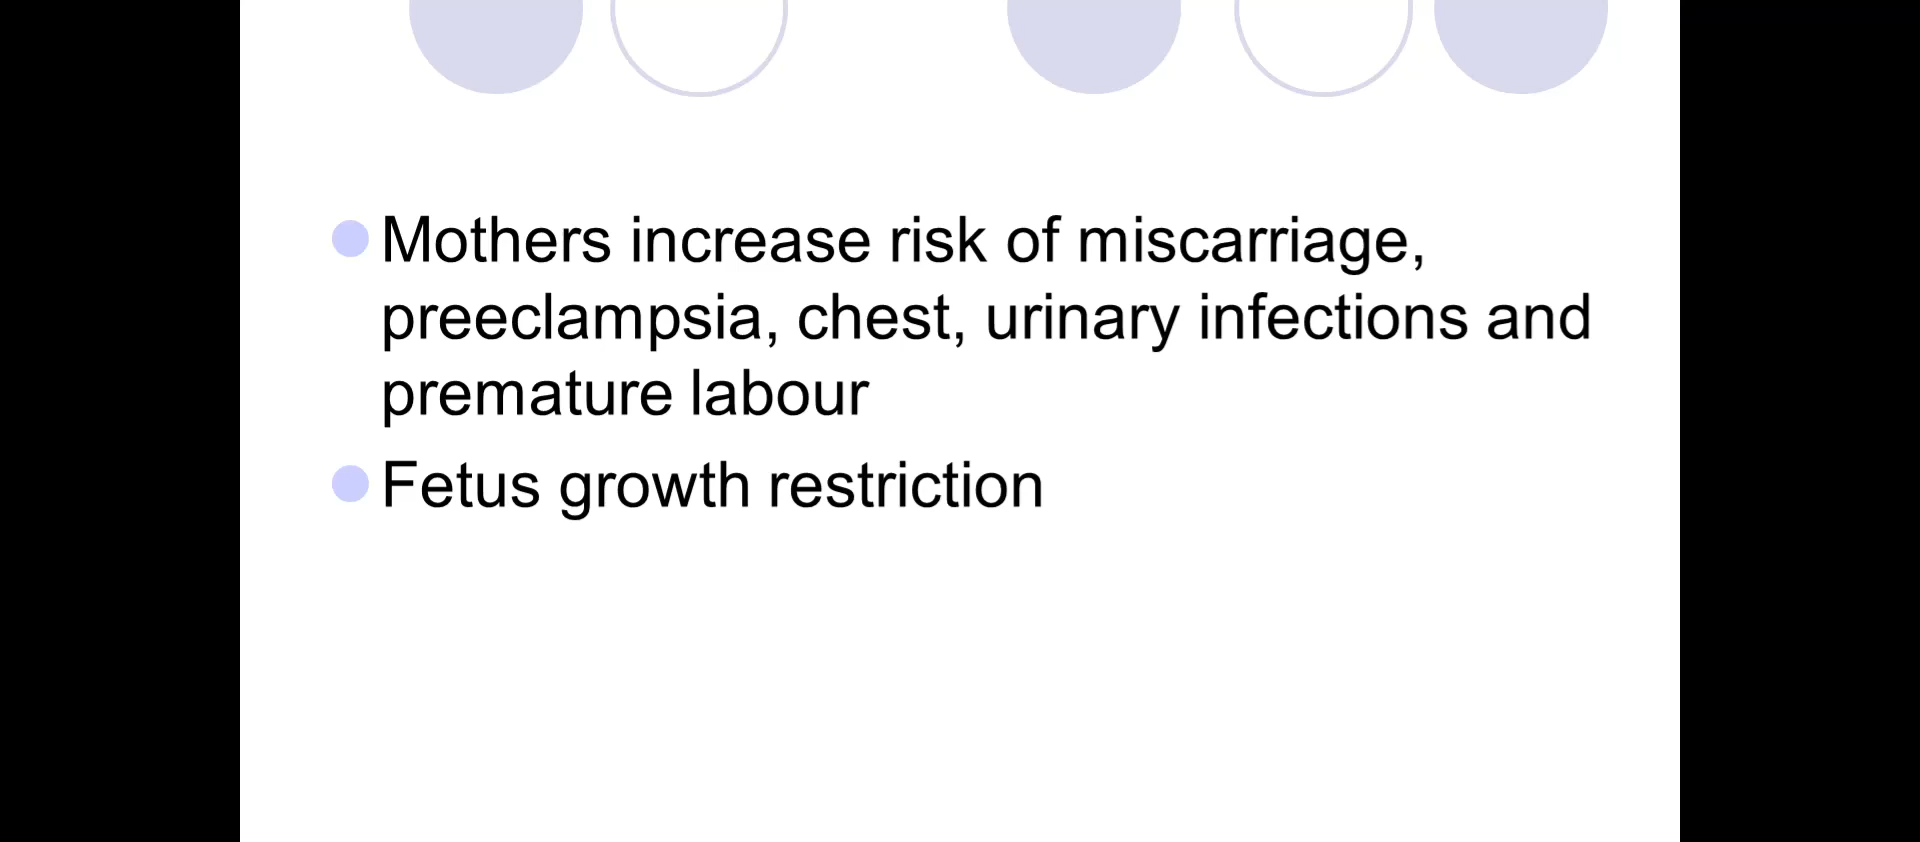 Mothers increase risk of miscarriage,
preeclampsia, chest, urinary infections and
premature labour
Fetus growth restriction